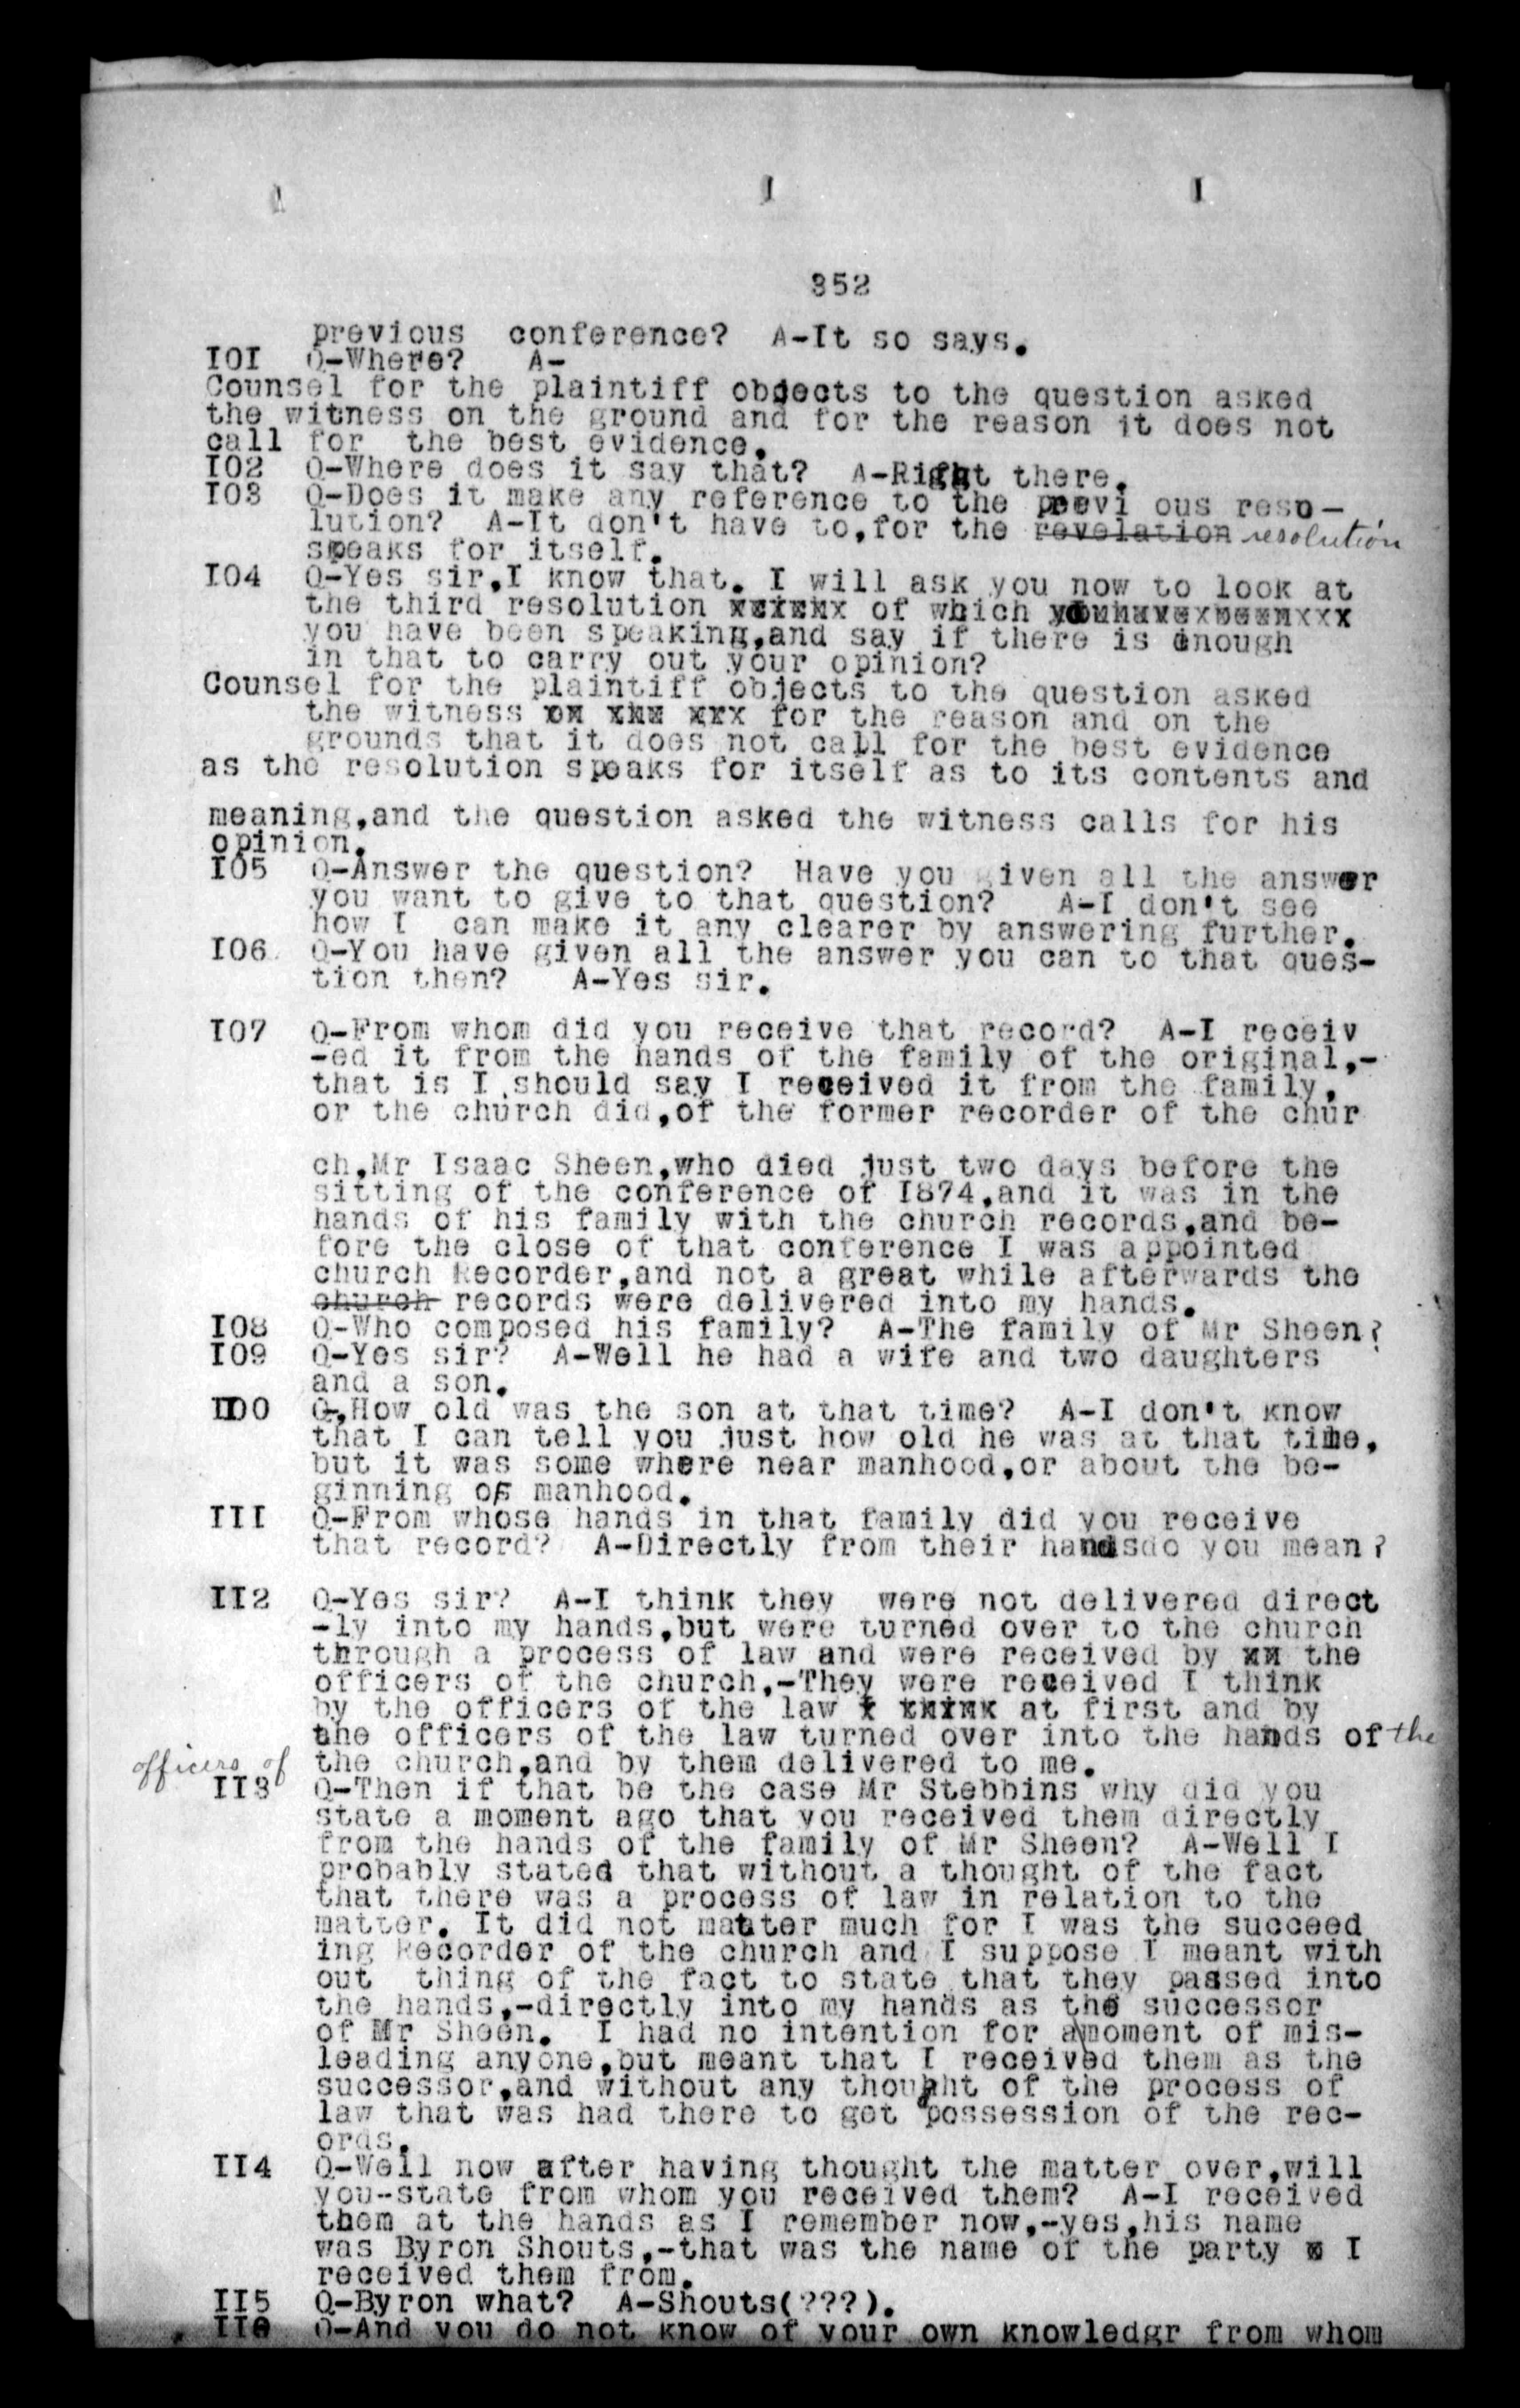 352
previous conference? A-It so says.
I0I Q-Where? A-
Counsel for the plaintiff objects to the question asked
the witness on the ground and for the reason it does not
call for the best evidence.
I02 Q-Where does it say that? A-Right there.
I03 Q-Does it make any reference to the previ ous reso-
lution? A-It don't have to,for the revelation resolution
speaks for itself.
I04 Q-Yes sir,I know that. I will ask you now to look at
the third resolution xxixxx of which youhavexbeenxxx
you have been speaking,and say if there is enough
in that to carry out your opinion?
Counsel for the plaintiff objects to the question asked
the witness on the xxx for the reason and on the
grounds that it does not call for the best evidence
as the resolution speaks for itself as to its contents and
meaning,and the question asked the witness calls for his
opinion.
I05 Q-Answer the question? Have you given all the answer
you want to give to that question? A-I don't see
how I can make it any clearer by answering further.
I06 Q-You have given all the answer you can to that ques-
tion then? A-Yes sir.
I07 Q-From whom did you receive that record? A-I receiv
-ed it from the hands of the family of the original,-
that is I should say I received it from the family,
or the church did,of the former recorder of the chur
ch,Mr Isaac Sheen,who died just two days before the
sitting of the conference of I874,and it was in the
hands of his family with the church records,and be-
fore the close of that conference I was appointed
church Recorder,and not a great while afterwards the
church records were delivered into my hands.
I08 Q-Who composed his family? A-The family of Mr Sheen?
I09 Q-Yes sir? A-Well he had a wife and two daughters
and a son.
II0 Q-,How old was the son at that time? A-I don't know
that I can tell you just how old he was at that time,
but it was some where near manhood,or about the be-
ginning of manhood.
III Q-From whose hands in that family did you receive
that record? A-Directly from their handsdo you mean?
II2 Q-Yes sir? A-I think they were not delivered direct
-ly into my hands,but were turned over to the church
through a process of law and were received by xx the
officers of the church,-They were received I think
by the officers of the law I think at first and by
the officers of the law turned over into the hands of the
officers of the church,and by them delivered to me.
II3 Q-Then if that be the case Mr Stebbins why did you
state a moment ago that you received them directly
from the hands of the family of Mr Sheen? A-Well I
probably stated that without a thought of the fact
that there was a process of law in relation to the
matter. It did not matter much for I was the succeed
ing Recorder of the church and I suppose I meant with
out thing of the fact to state that they passed into
the hands,-directly into my hands as the successor
of Mr Sheen. I had no intention for a moment of mis-
leading anyone,but meant that I received them as the
successor,and without any thought of the process of
law that was had there to get possession of the rec-
ords.
II4 Q-Well now after having thought the matter over,will
you--state from whom you received them? A-I received
them at the hands as I remember now,-yes,his name
was Byron Shouts,-that was the name of the party x I
received them from.
II5 Q-Byron what? A-Shouts(???).
II6 Q-And you do not know of your own knowledgr from whom